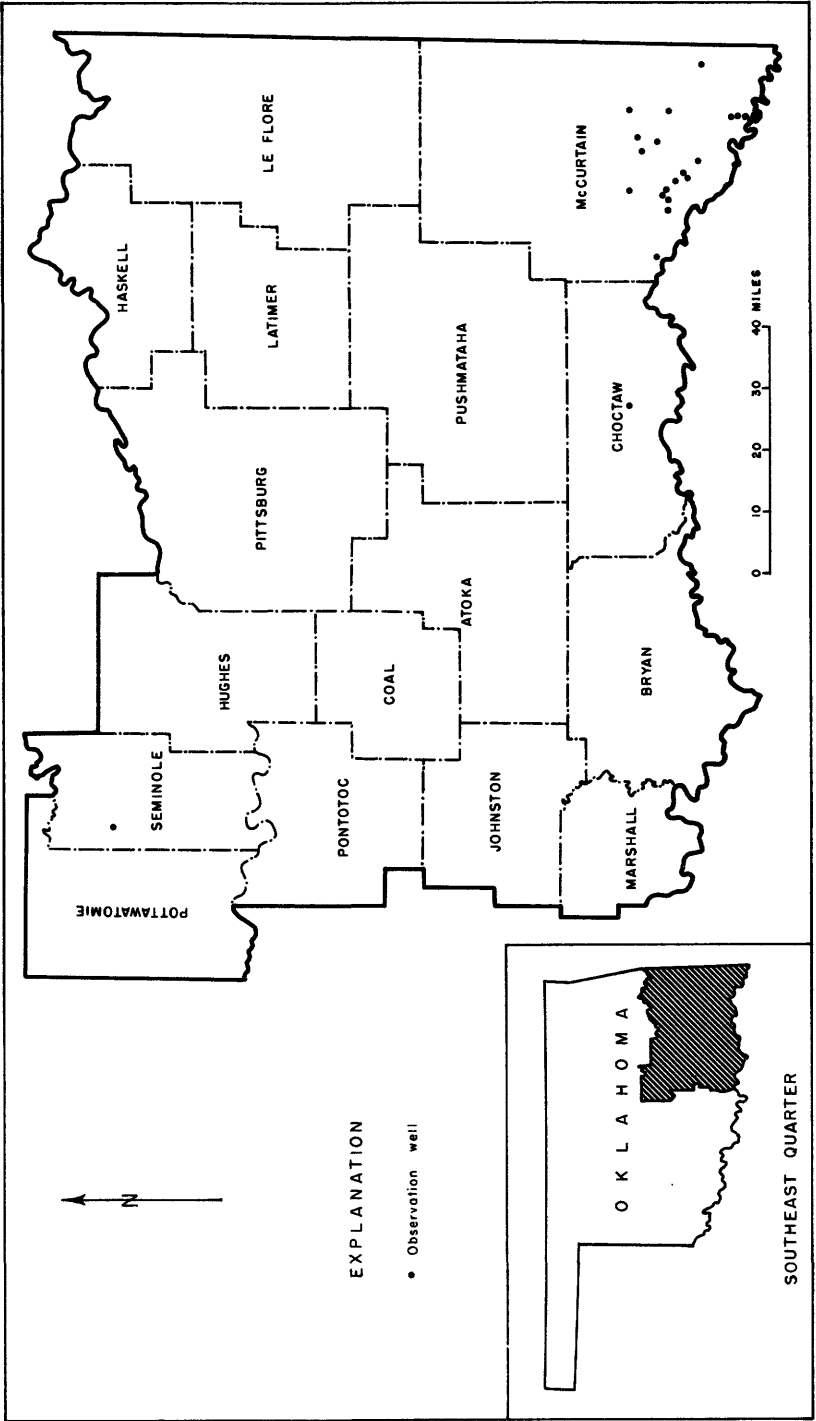 N
EXPLANATION
• Observation well
POTTAWATOMIE
SEMINOLE
HUGHES
HASKELL
LE FLORE
PITTSBURG
LATIMER
PONTOTOC
COAL
ATOKA
PUSHMATAHA
McCURTAIN
JOHNSTON
MARSHALL
BRYAN
CHOCTAW
0 10 20 30 40 MILES
OKLAHOMA
SOUTHEAST QUARTER